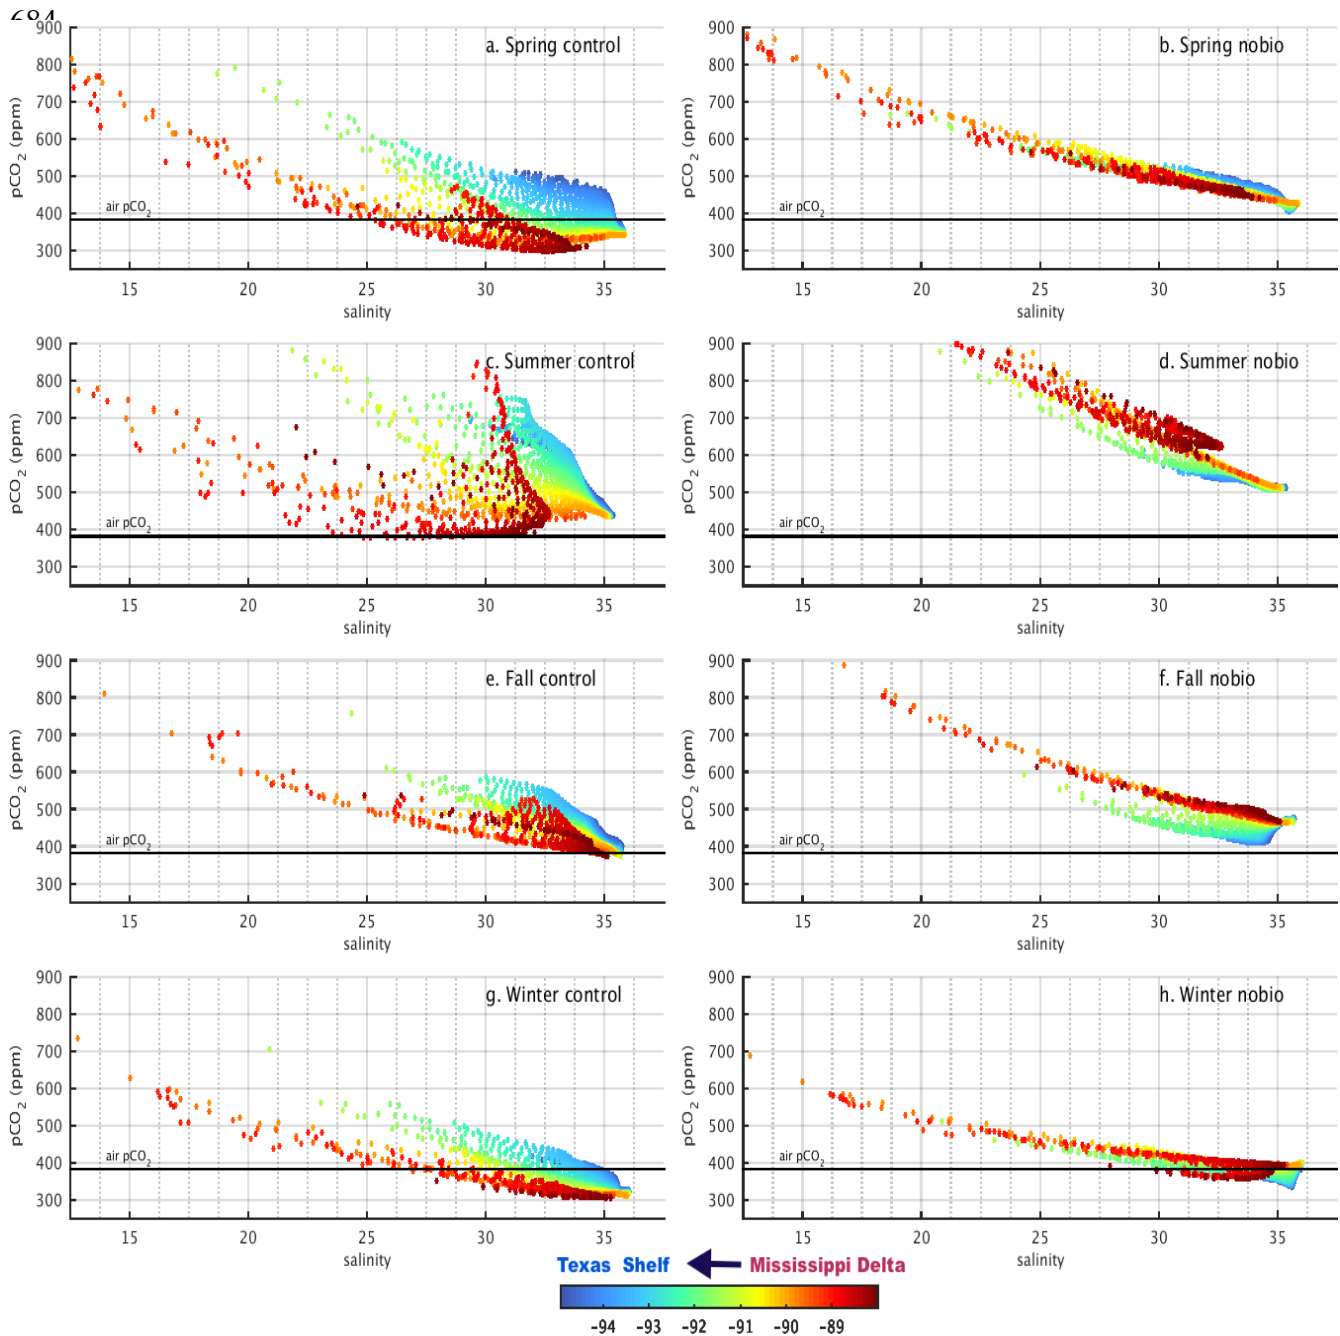 684
a. Spring control
900
800
700
600
500
400
300
pCO2 (ppm)
air pCO2
15 20 25 30 35
salinity
b. Spring nobio
900
800
700
600
500
400
300
pCO2 (ppm)
air pCO2
15 20 25 30 35
salinity
c. Summer control
900
800
700
600
500
400
300
pCO2 (ppm)
air pCO2
15 20 25 30 35
salinity
d. Summer nobio
900
800
700
600
500
400
300
pCO2 (ppm)
air pCO2
15 20 25 30 35
salinity
e. Fall control
900
800
700
600
500
400
300
pCO2 (ppm)
air pCO2
15 20 25 30 35
salinity
f. Fall nobio
900
800
700
600
500
400
300
pCO2 (ppm)
air pCO2
15 20 25 30 35
salinity
g. Winter control
900
800
700
600
500
400
300
pCO2 (ppm)
air pCO2
15 20 25 30 35
salinity
h. Winter nobio
900
800
700
600
500
400
300
pCO2 (ppm)
air pCO2
15 20 25 30 35
salinity
Texas Shelf Mississippi Delta
-94 -93 -92 -91 -90 -89